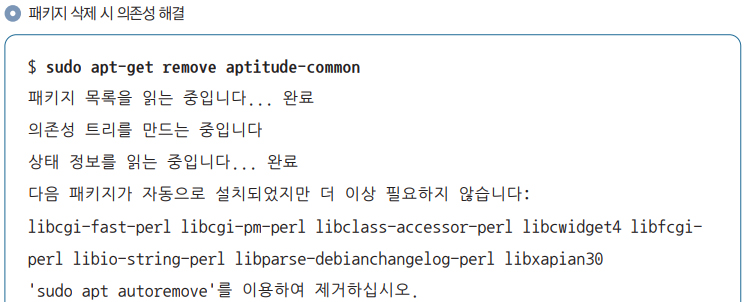 패키지 삭제 시 의존성 해결
$ sudo apt-get remove aptitude-common
패키지 목록을 읽는 중입니다... 완료
의존성 트리를 만드는 중입니다
상태 정보를 읽는 중입니다... 완료
다음 패키지가 자동으로 설치되었지만 더 이상 필요하지 않습니다:
libcgi-fast-perl libcgi-pm-perl libclass-accessor-perl libcwidget4 libfcgi-
perl libio-string-perl libparse-debianchangelog-perl libxapian30
'sudo apt autoremove'를 이용하여 제거하십시오.